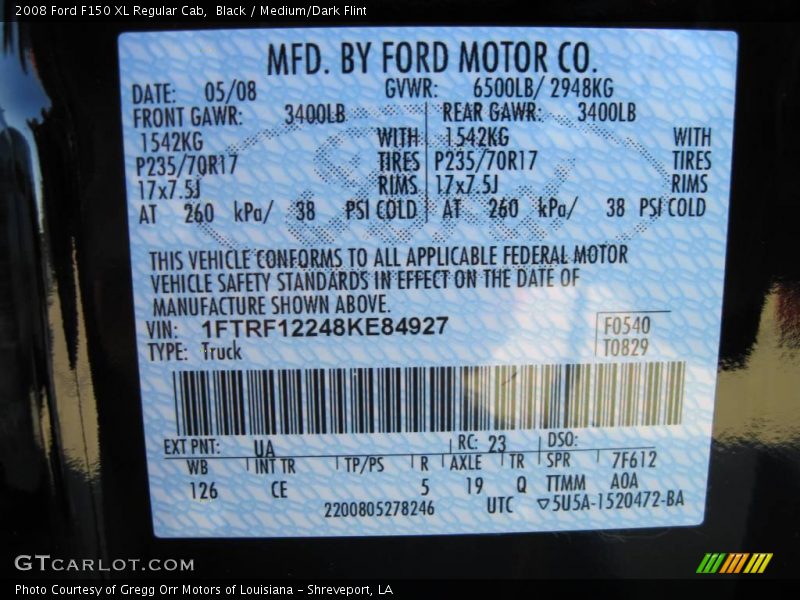 2008 Ford F150 XL Regular Cab,  Black / Medium/Dark Flint
MFD. BY FORD MOTOR CO.
DATE: 05/08 GVWR: 6500LB/ 2948KG
FRONT GAWR: 3400LB REAR GAWR: 3400LB
1542KG WITH 1542KG WITH
P235/70R17 TIRES P235/70R17 TIRES
17x7.5J RIMS 17x7.5J RIMS
AT 260 kPa/ 38 PSI COLD AT 260 kPa/ 38 PSI COLD
THIS VEHICLE CONFORMS TO ALL APPLICABLE FEDERAL MOTOR
VEHICLE SAFETY STANDARDS IN EFFECT ON THE DATE OF
MANUFACTURE SHOWN ABOVE.
VIN: 1FTRF12248KE84927 F0540
TYPE: Truck T0829
EXT PNT: UA RC: 23 DSO:
WB INT TR TP/PS R AXLE TR SPR 7F612
126 CE 5 19 Q TTMM A0A
2200805278246 UTC ▽5U5A-1520472-BA
GTCARLOT.COM
Photo Courtesy of Gregg Orr Motors of Louisiana – Shreveport, LA